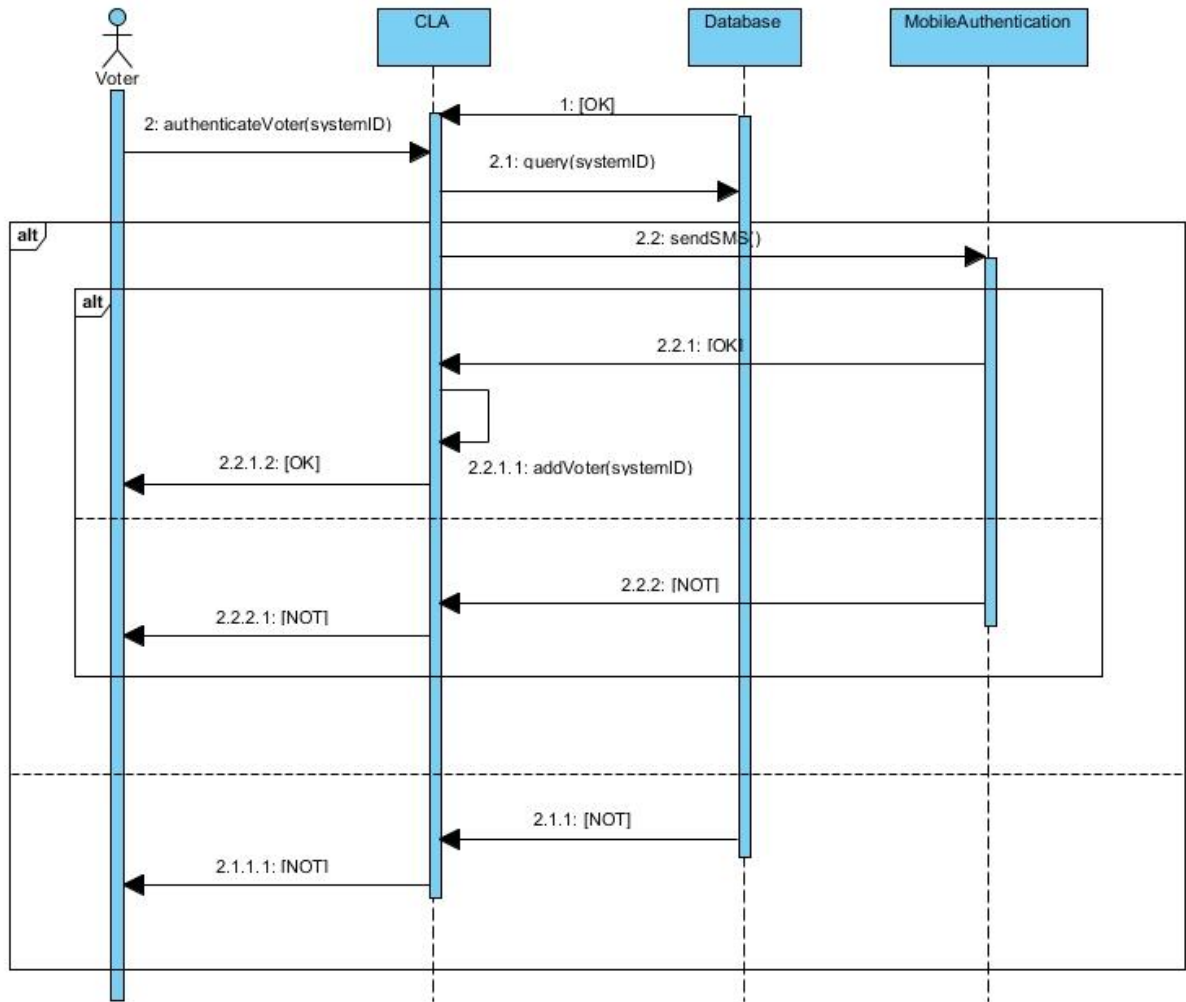 CLA
Database
MobileAuthentication
Voter
1: [OK]
2: authenticateVoter(systemID)
2.1: query(systemID)
alt
2.2: sendSMS()
alt
2.2.1: [OK]
2.2.1.2: [OK]
2.2.1.1: addVoter(systemID)
2.2.2: [NOT]
2.2.2.1: [NOT]
2.1.1: [NOT]
2.1.1.1: [NOT]